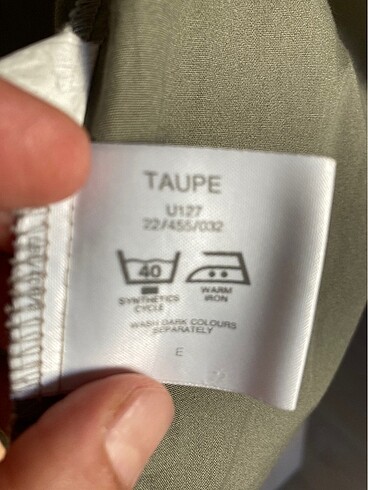 TAUPE
U127
22/455/032
40
SYNTHETICS
CYCLE
WARM
IRON
WASH DARK COLOURS
SEPARATELY
E